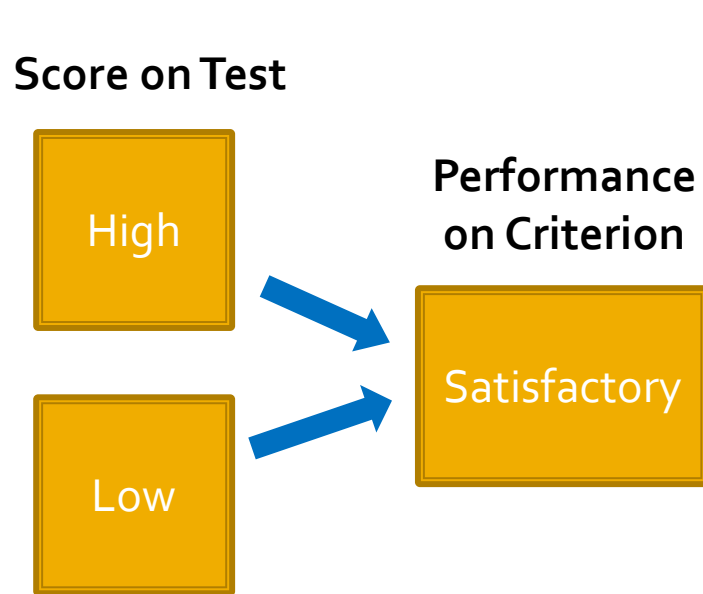 Score on Test
High
Low
Performance
on Criterion
Satisfactory